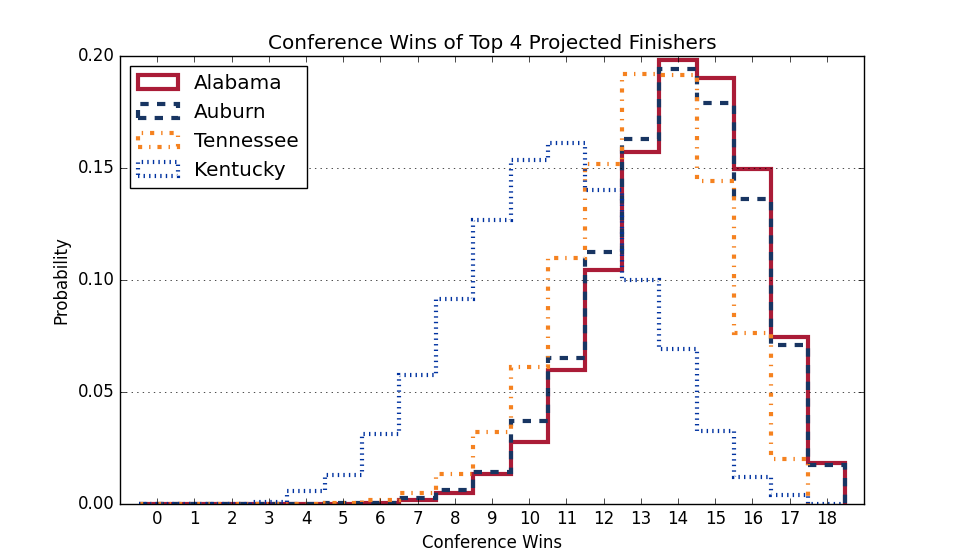 Conference Wins of Top 4 Projected Finishers
Alabama
Auburn
Tennessee
Kentucky
0.20
0.15
0.10
0.05
0.00
Probability
0 1 2 3 4 5 6 7 8 9 10 11 12 13 14 15 16 17 18
Conference Wins